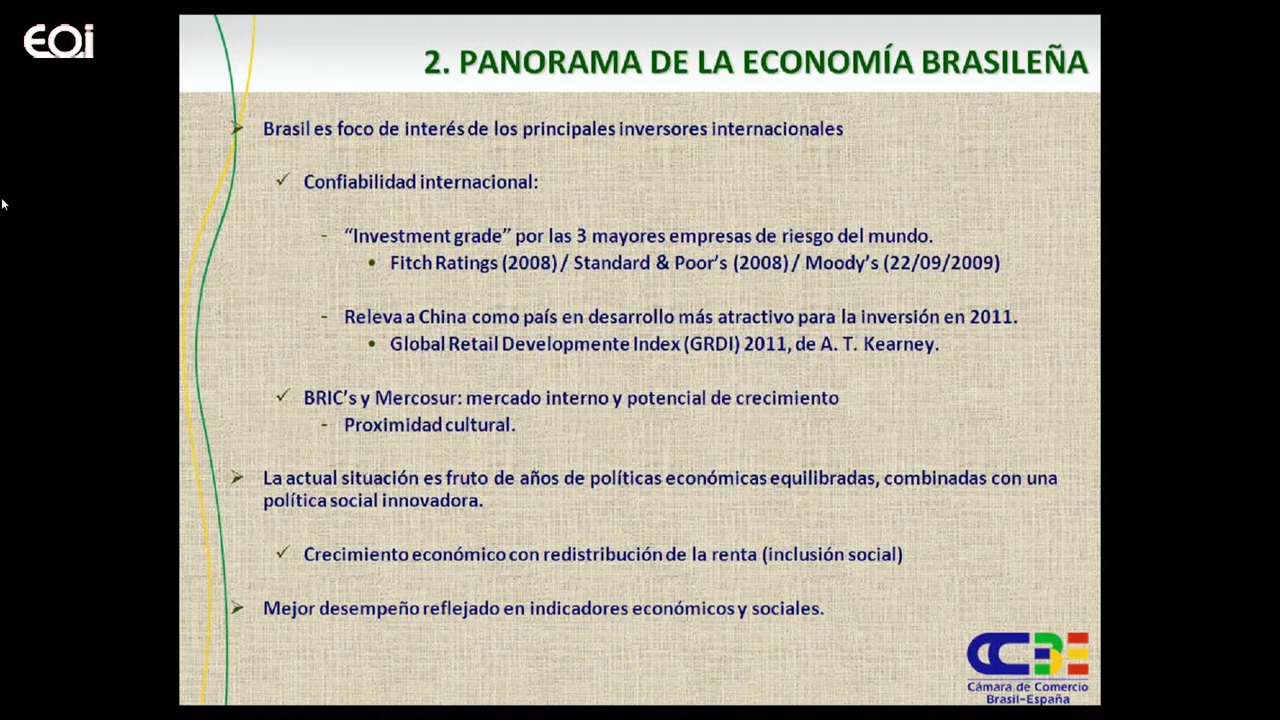 EOi
2. PANORAMA DE LA ECONOMÍA BRASILEÑA
Brasil es foco de interés de los principales inversores internacionales
Confiabilidad internacional:
- “Investment grade” por las 3 mayores empresas de riesgo del mundo.
• Fitch Ratings (2008) / Standard & Poor’s (2008) / Moody’s (22/09/2009)
- Releva a China como país en desarrollo más atractivo para la inversión en 2011.
• Global Retail Developmente Index (GRDI) 2011, de A. T. Kearney.
BRIC’s y Mercosur: mercado interno y potencial de crecimiento
- Proximidad cultural.
La actual situación es fruto de años de políticas económicas equilibradas, combinadas con una
política social innovadora.
Crecimiento económico con redistribución de la renta (inclusión social)
Mejor desempeño reflejado en indicadores económicos y sociales.
CCBE
Cámara de Comercio
Brasil-España